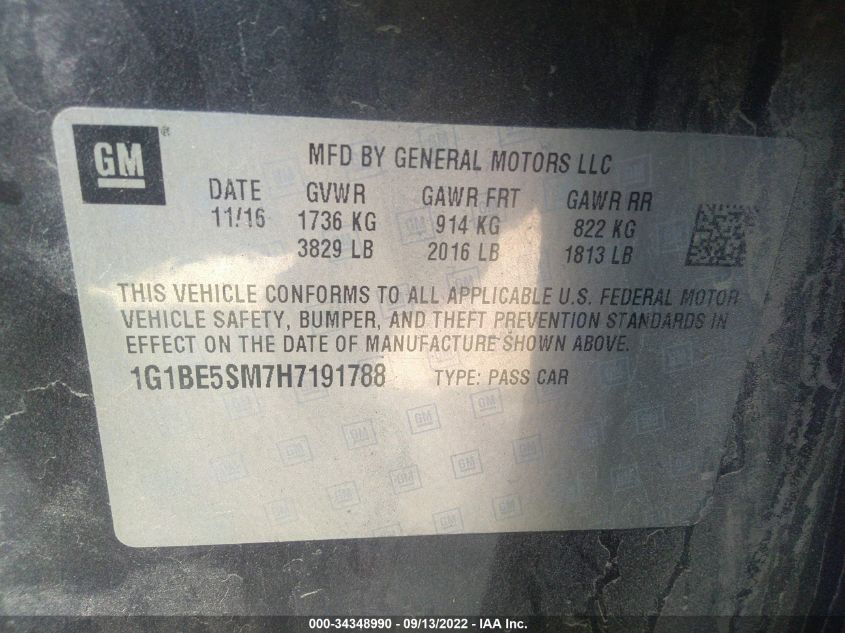 GM ®
MFD BY GENERAL MOTORS LLC
DATE GVWR GAWR FRT GAWR RR
11/16 1736 KG 914 KG 822 KG
3829 LB 2016 LB 1813 LB
THIS VEHICLE CONFORMS TO ALL APPLICABLE U.S. FEDERAL MOTOR
VEHICLE SAFETY, BUMPER, AND THEFT PREVENTION STANDARDS IN
EFFECT ON THE DATE OF MANUFACTURE SHOWN ABOVE.
1G1BE5SM7H7191788 TYPE: PASS CAR
000-34348990 - 09/13/2022 - IAA Inc.